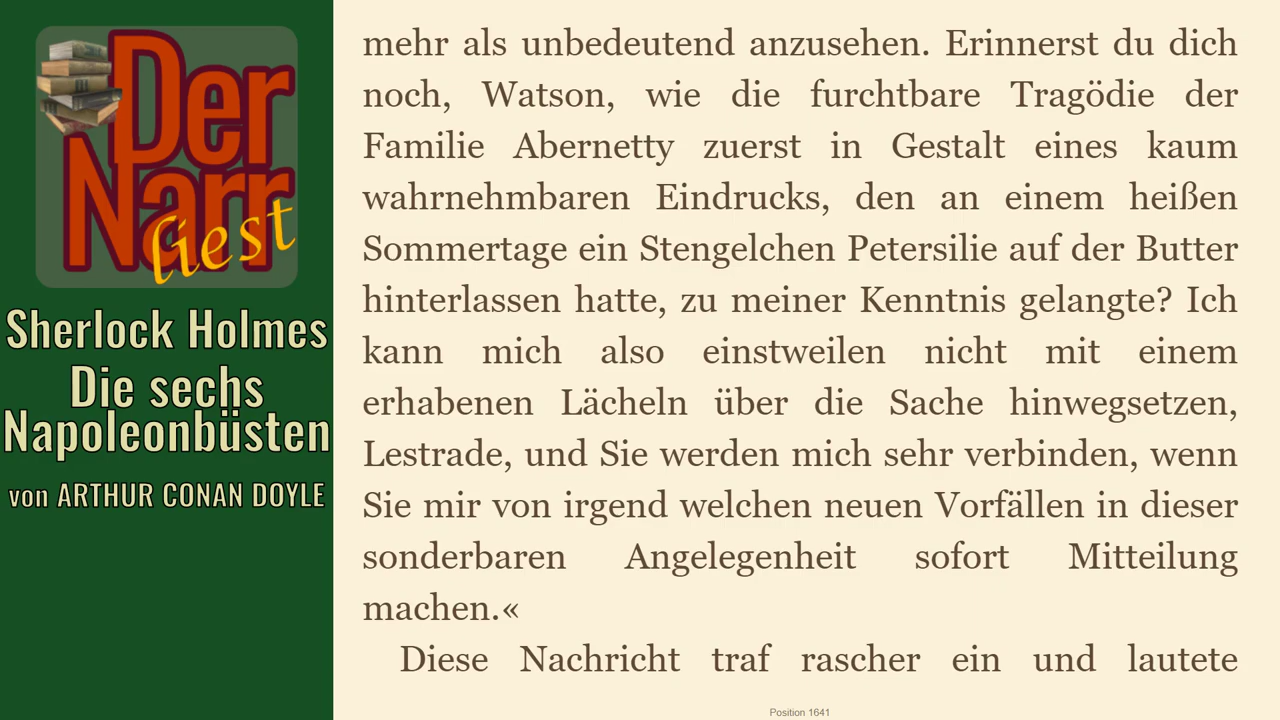 Der
Narr
liest
Sherlock Holmes
Die sechs
Napoleonbüsten
von ARTHUR CONAN DOYLE
mehr als unbedeutend anzusehen. Erinnerst du dich
noch, Watson, wie die furchtbare Tragödie der
Familie Abernetty zuerst in Gestalt eines kaum
wahrnehmbaren Eindrucks, den an einem heißen
Sommertage ein Stengelchen Petersilie auf der Butter
hinterlassen hatte, zu meiner Kenntnis gelangte? Ich
kann mich also einstweilen nicht mit einem
erhabenen Lächeln über die Sache hinwegsetzen,
Lestrade, und Sie werden mich sehr verbinden, wenn
Sie mir von irgend welchen neuen Vorfällen in dieser
sonderbaren Angelegenheit sofort Mitteilung
machen.«
Diese Nachricht traf rascher ein und lautete
Position 1641